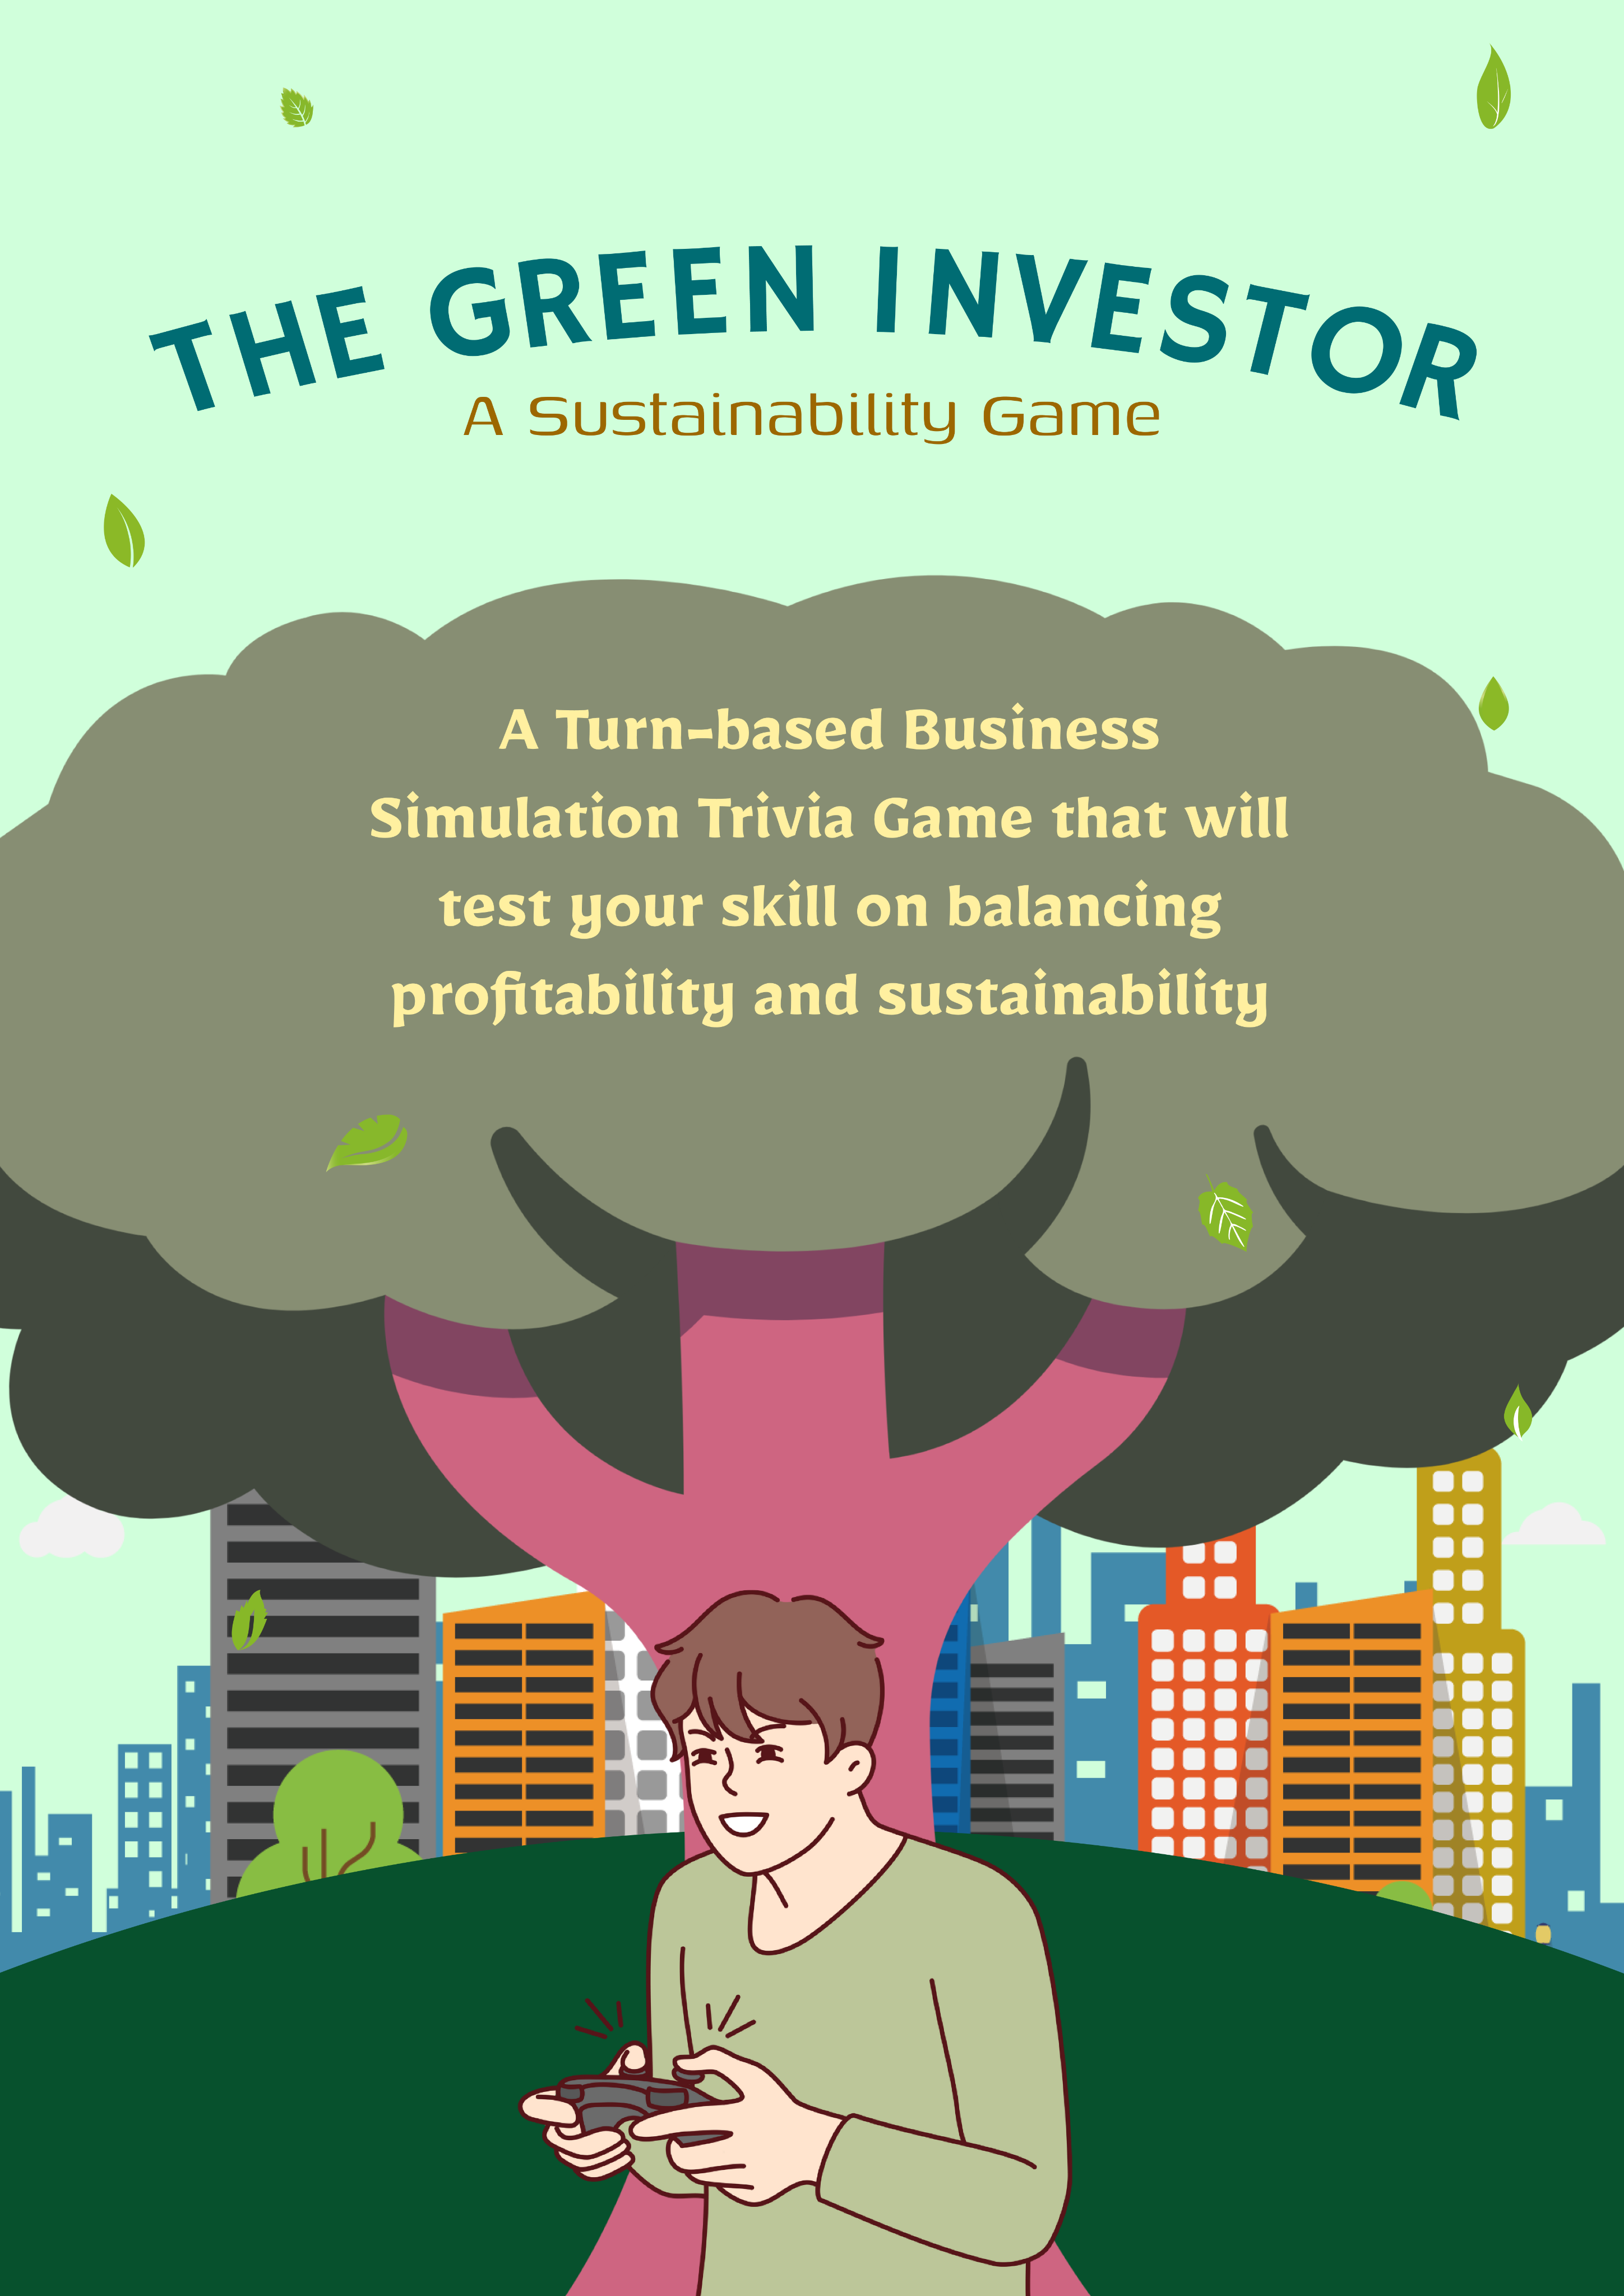 THE GREEN INVESTOR
A Sustainability Game
A Turn-based Business
Simulation Trivia Game that will
test your skill on balancing
profitability and sustainability